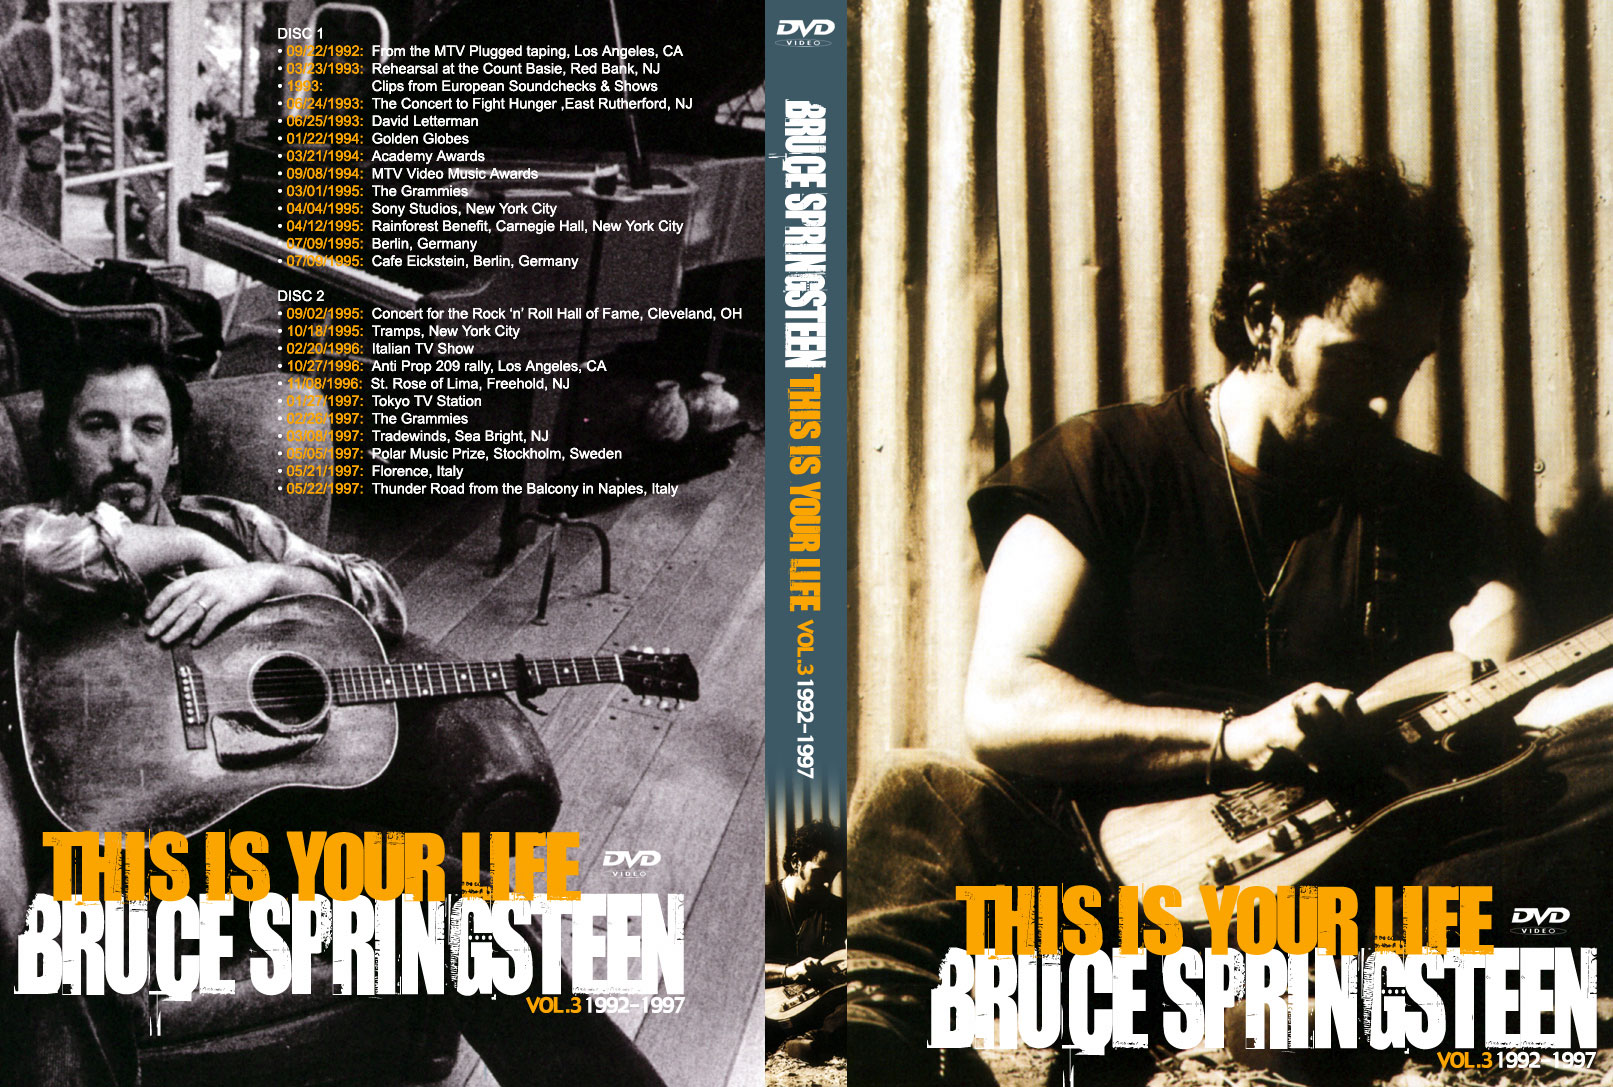 DISC 1
• 09/22/1992: From the MTV Plugged taping, Los Angeles, CA
• 03/23/1993: Rehearsal at the Count Basie, Red Bank, NJ
• 1993: Clips from European Soundchecks & Shows
• 06/24/1993: The Concert to Fight Hunger ,East Rutherford, NJ
• 06/25/1993: David Letterman
• 01/22/1994: Golden Globes
• 03/21/1994: Academy Awards
• 09/08/1994: MTV Video Music Awards
• 03/01/1995: The Grammies
• 04/04/1995: Sony Studios, New York City
• 04/12/1995: Rainforest Benefit, Carnegie Hall, New York City
• 07/09/1995: Berlin, Germany
• 07/09/1995: Cafe Eickstein, Berlin, Germany
DISC 2
• 09/02/1995: Concert for the Rock ‘n’ Roll Hall of Fame, Cleveland, OH
• 10/18/1995: Tramps, New York City
• 02/20/1996: Italian TV Show
• 10/27/1996: Anti Prop 209 rally, Los Angeles, CA
• 11/08/1996: St. Rose of Lima, Freehold, NJ
• 01/27/1997: Tokyo TV Station
• 02/26/1997: The Grammies
• 03/08/1997: Tradewinds, Sea Bright, NJ
• 05/05/1997: Polar Music Prize, Stockholm, Sweden
• 05/21/1997: Florence, Italy
• 05/22/1997: Thunder Road from the Balcony in Naples, Italy
THIS IS YOUR LIFE
DVD
VIDEO
BRUCE SPRINGSTEEN
VOL.3 1992-1997
DVD
VIDEO
BRUCE SPRINGSTEEN THIS IS YOUR LIFE VOL.3 1992-1997
THIS IS YOUR LIFE
DVD
VIDEO
BRUCE SPRINGSTEEN
VOL.3 1992-1997